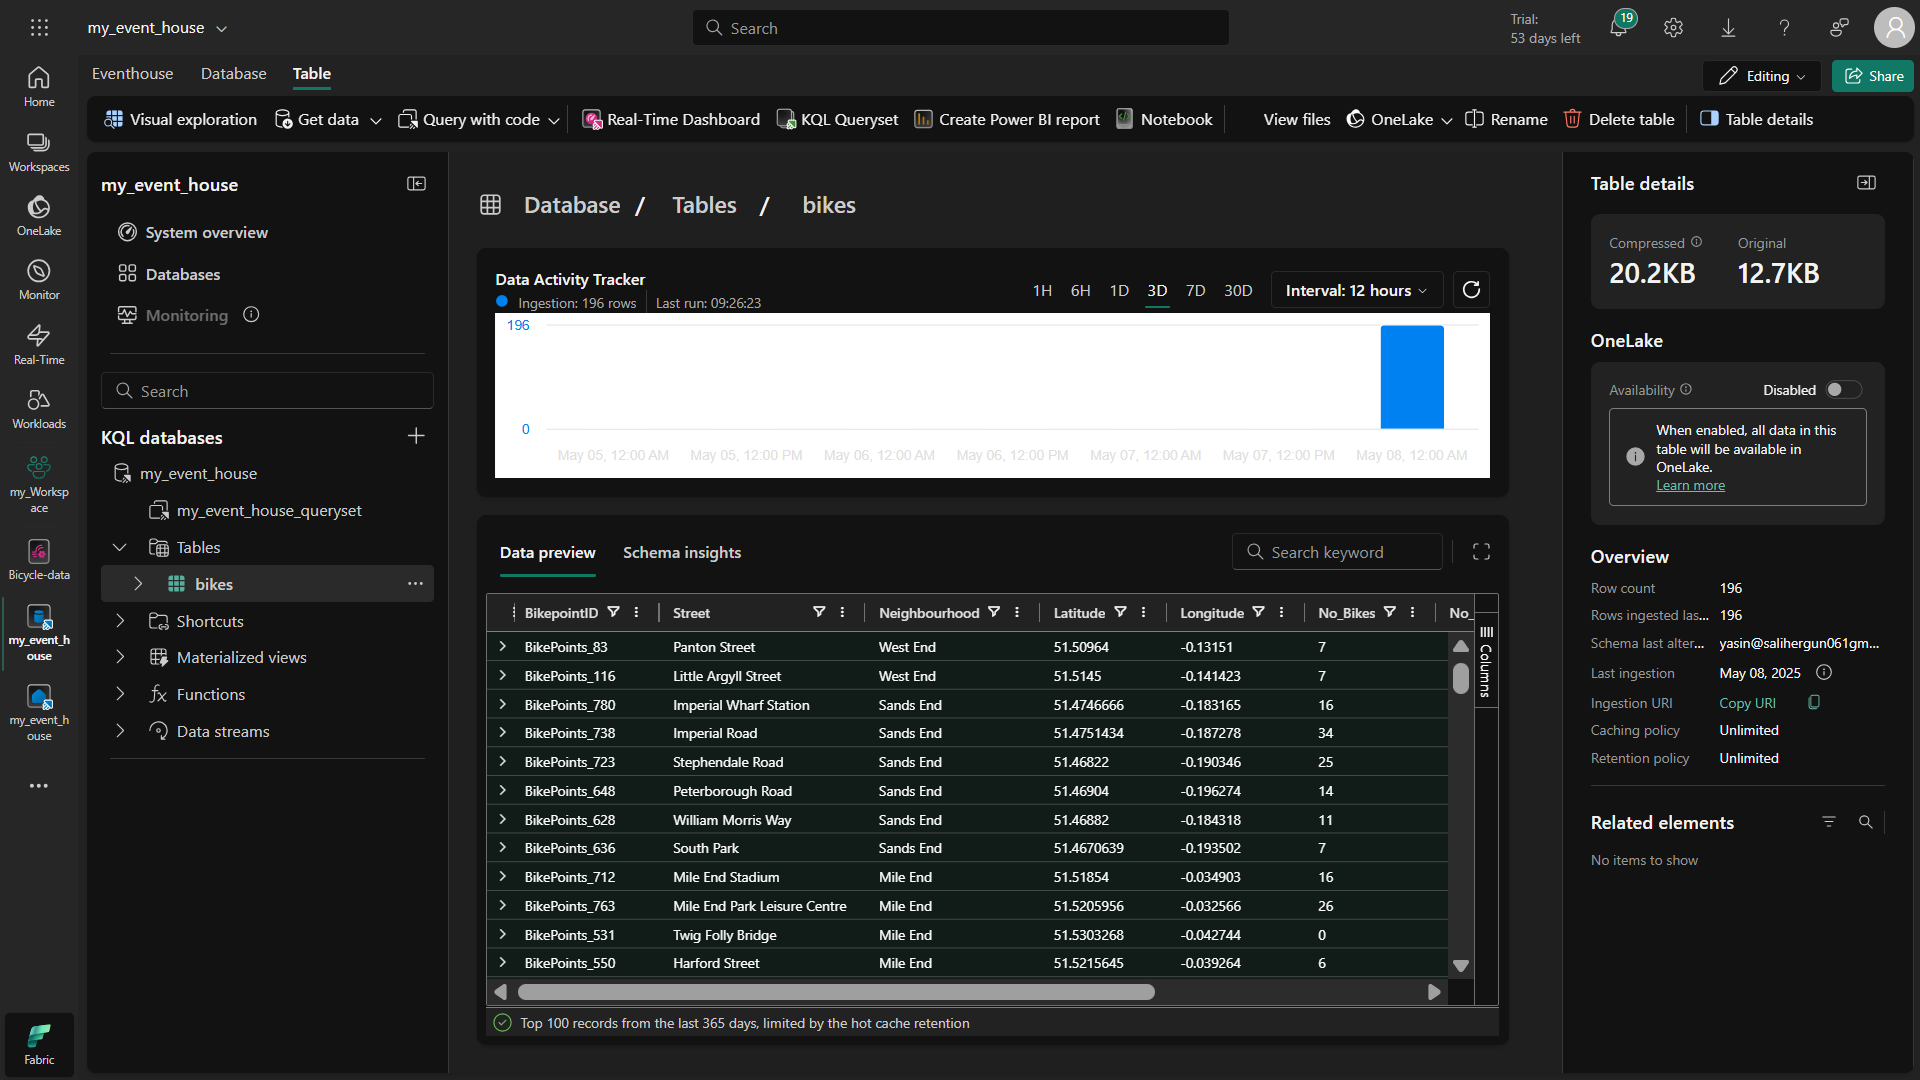 my_event_house
Search
Trial:
53 days left
19
Eventhouse
Database
Table
Editing
Share
Visual exploration
Get data
Query with code
Real-Time Dashboard
KQL Queryset
Create Power BI report
Notebook
View files
OneLake
Rename
Delete table
Table details
Home
Workspaces
OneLake
Monitor
Real-Time
Workloads
my_Worksp
ace
Bicycle-data
my_event_h
ouse
my_event_h
ouse
Fabric
my_event_house
System overview
Databases
Monitoring
Search
KQL databases
my_event_house
my_event_house_queryset
Tables
bikes
Shortcuts
Materialized views
Functions
Data streams
Database / Tables / bikes
Data Activity Tracker
Ingestion: 196 rows
Last run: 09:26:23
1H 6H 1D 3D 7D 30D
Interval: 12 hours
196
0
May 05, 12:00 AM May 05, 12:00 PM May 06, 12:00 AM May 06, 12:00 PM May 07, 12:00 AM May 07, 12:00 PM May 08, 12:00 AM
Data preview
Schema insights
Search keyword
BikepointID Street Neighbourhood Latitude Longitude No_Bikes No_
BikePoints_83 Panton Street West End 51.50964 -0.13151 7
BikePoints_116 Little Argyll Street West End 51.5145 -0.141423 7
BikePoints_780 Imperial Wharf Station Sands End 51.4746666 -0.183165 16
BikePoints_738 Imperial Road Sands End 51.4751434 -0.187278 34
BikePoints_723 Stephendale Road Sands End 51.46822 -0.190346 25
BikePoints_648 Peterborough Road Sands End 51.46904 -0.196274 14
BikePoints_628 William Morris Way Sands End 51.46882 -0.184318 11
BikePoints_636 South Park Sands End 51.4670639 -0.193502 7
BikePoints_712 Mile End Stadium Mile End 51.51854 -0.034903 16
BikePoints_763 Mile End Park Leisure Centre Mile End 51.5205956 -0.032566 26
BikePoints_531 Twig Folly Bridge Mile End 51.5303268 -0.042744 0
BikePoints_550 Harford Street Mile End 51.5215645 -0.039264 6
Columns
Top 100 records from the last 365 days, limited by the hot cache retention
Table details
Compressed Original
20.2KB 12.7KB
OneLake
Availability Disabled
When enabled, all data in this
table will be available in
OneLake.
Learn more
Overview
Row count 196
Rows ingested las... 196
Schema last alter... yasin@salihergun061gm...
Last ingestion May 08, 2025
Ingestion URI Copy URI
Caching policy Unlimited
Retention policy Unlimited
Related elements
No items to show